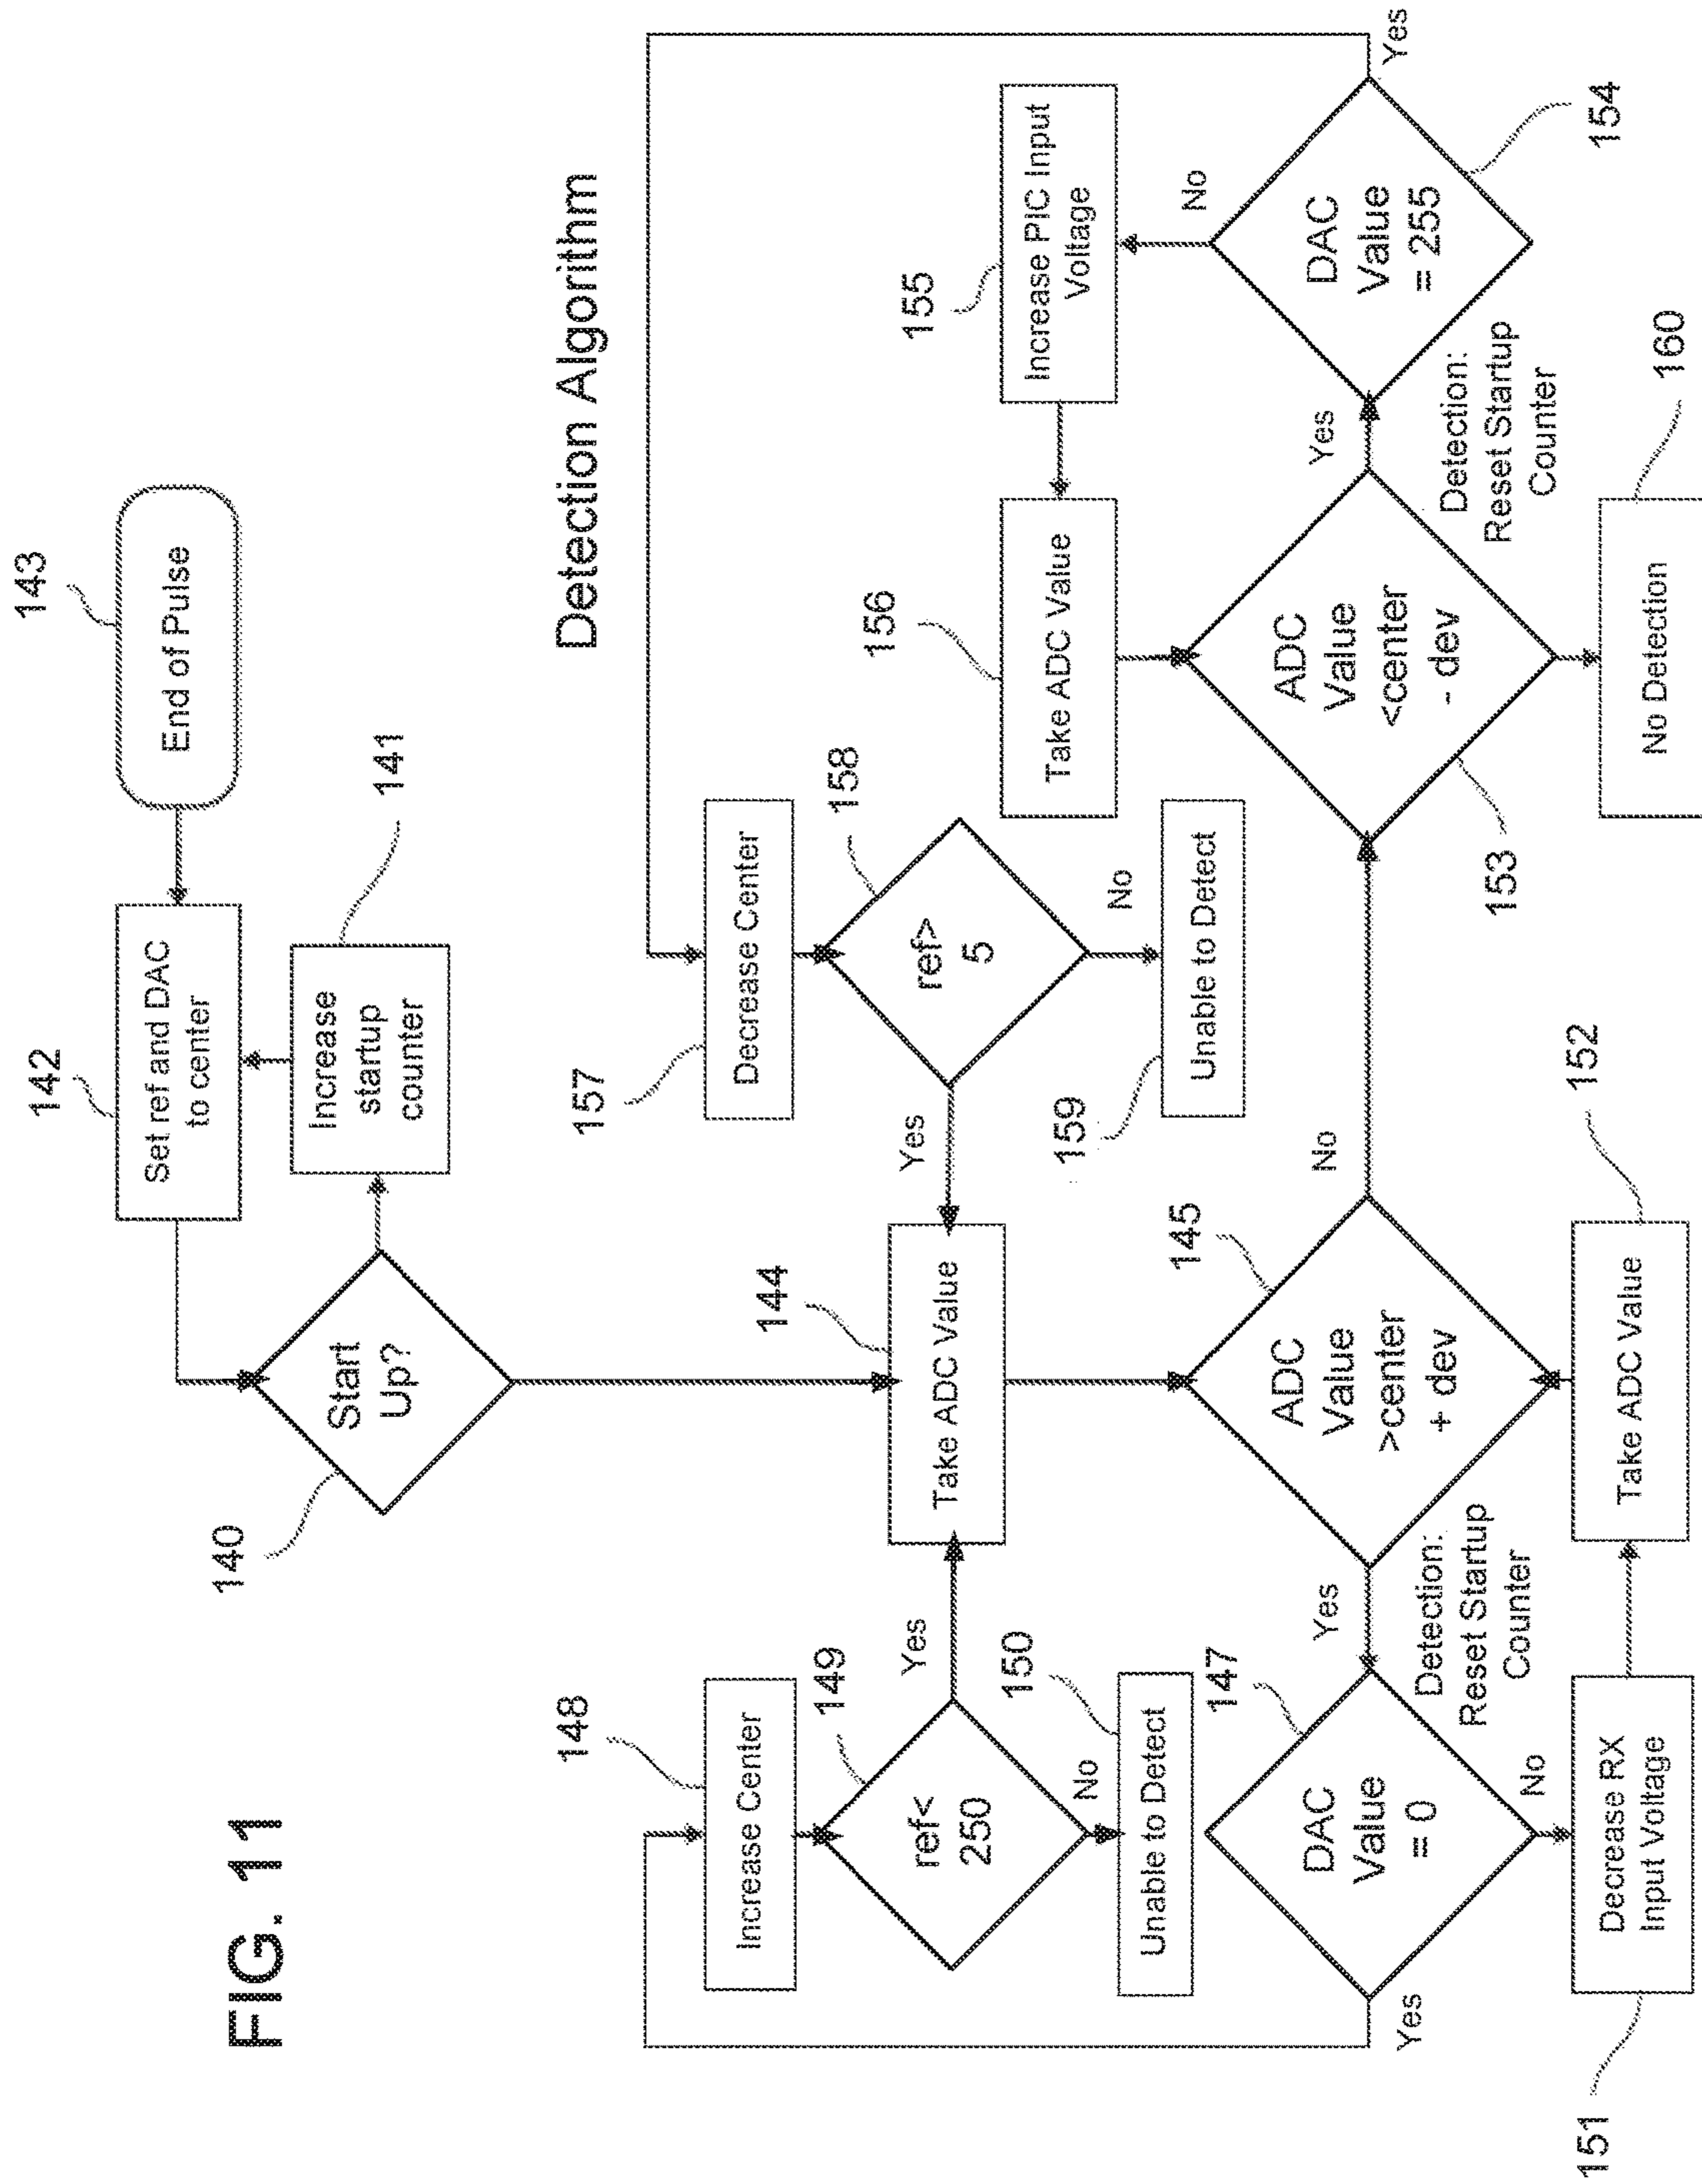 FIG. 11
143
End of Pulse
142
Set ref and DAC
to center
141
Increase
startup
counter
140
Start
Up?
Detection Algorithm
148
Increase Center
149
ref<
250
Yes
No
150
Unable to Detect
144
Take ADC Value
157
Decrease Center
158
ref>
5
Yes
No
159
Unable to Detect
156
Take ADC Value
155
Increase PIC Input
Voltage
No
147
DAC
Value
= 0
Yes
No
Yes
Detection:
Reset Startup
Counter
145
ADC
Value
>center
+ dev
No
153
ADC
Value
<center
- dev
Yes
Detection:
Reset Startup
Counter
154
DAC
Value
= 255
Yes
151
Decrease RX
Input Voltage
152
Take ADC Value
160
No Detection